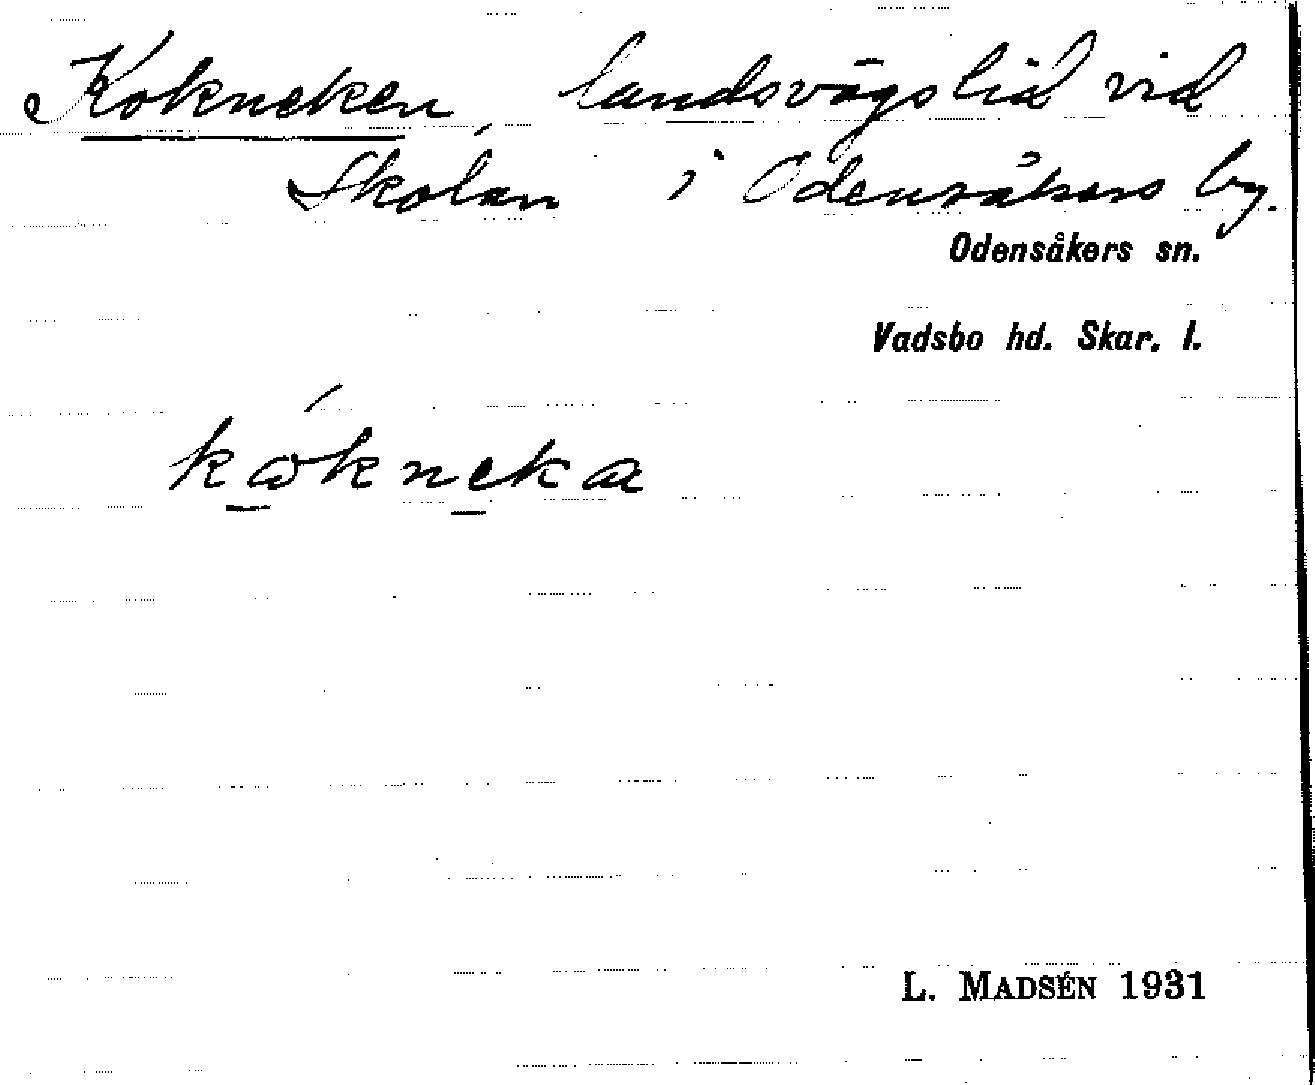 Kokneken, landsvägslid vid
Skolan i Odensåkers by.
Odensåkers sn.
Vadsbo hd. Skar. l.
kókneka
L. MADSÉN 1931